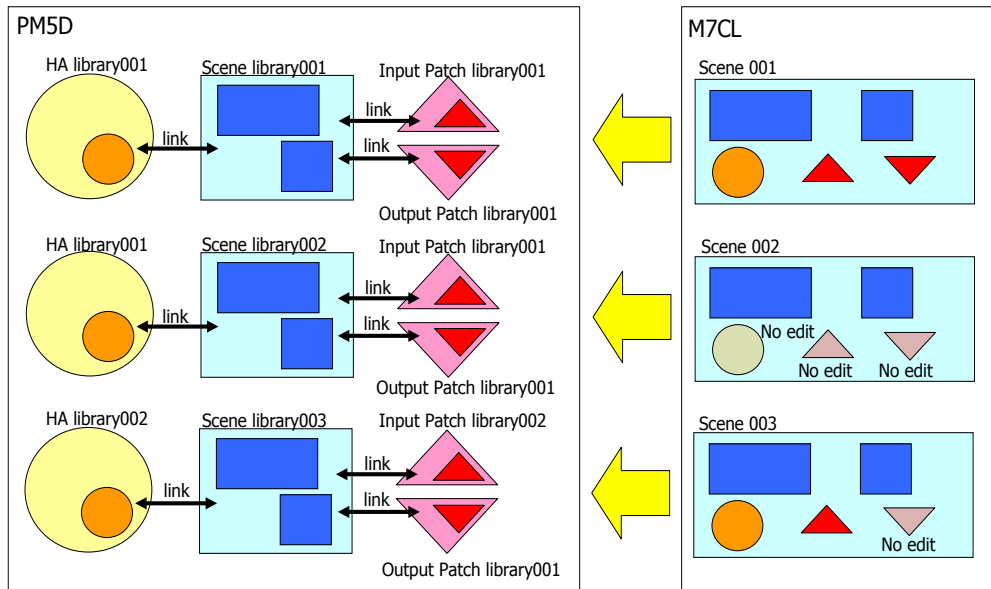 PM5D
HA library001
Scene library001
Input Patch library001
link
link
link
Output Patch library001
HA library001
Scene library002
Input Patch library001
link
link
link
Output Patch library001
HA library002
Scene library003
Input Patch library002
link
link
link
Output Patch library001
M7CL
Scene 001
Scene 002
No edit
No edit
No edit
Scene 003
No edit